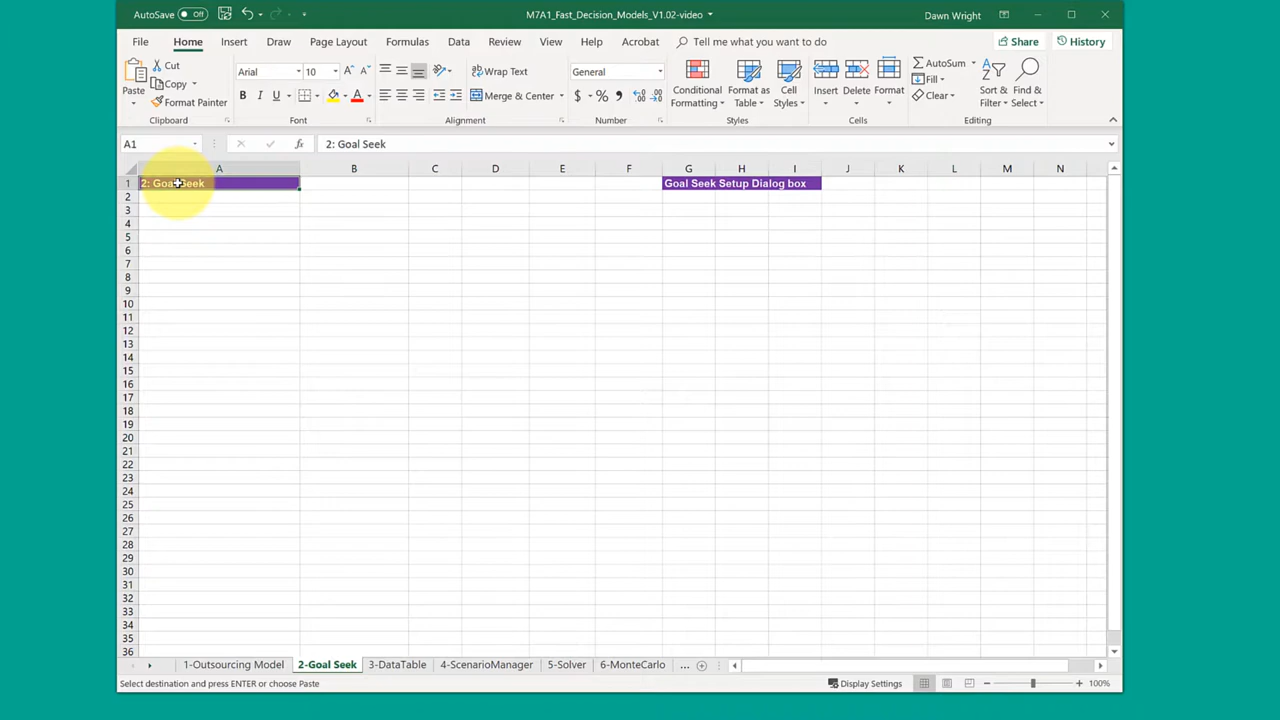 AutoSave Off M7A1_Fast_Decision_Models_V1.02-video Dawn Wright
File Home Insert Draw Page Layout Formulas Data Review View Help Acrobat Tell me what you want to do Share History
Paste Cut Copy Format Painter Clipboard
Arial 10 B I U Font
Wrap Text Merge & Center Alignment
General $ % Number
Conditional Formatting Format as Table Cell Styles Styles
Insert Delete Format Cells
AutoSum Fill Clear Sort & Filter Find & Select Editing
A1 fx 2: Goal Seek
A B C D E F G H I J K L M N
1 2: Goal Seek Goal Seek Setup Dialog box
2
3
4
5
6
7
8
9
10
11
12
13
14
15
16
17
18
19
20
21
22
23
24
25
26
27
28
29
30
31
32
33
34
35
36
1-Outsourcing Model 2-Goal Seek 3-DataTable 4-ScenarioManager 5-Solver 6-MonteCarlo ...
Select destination and press ENTER or choose Paste Display Settings 100%